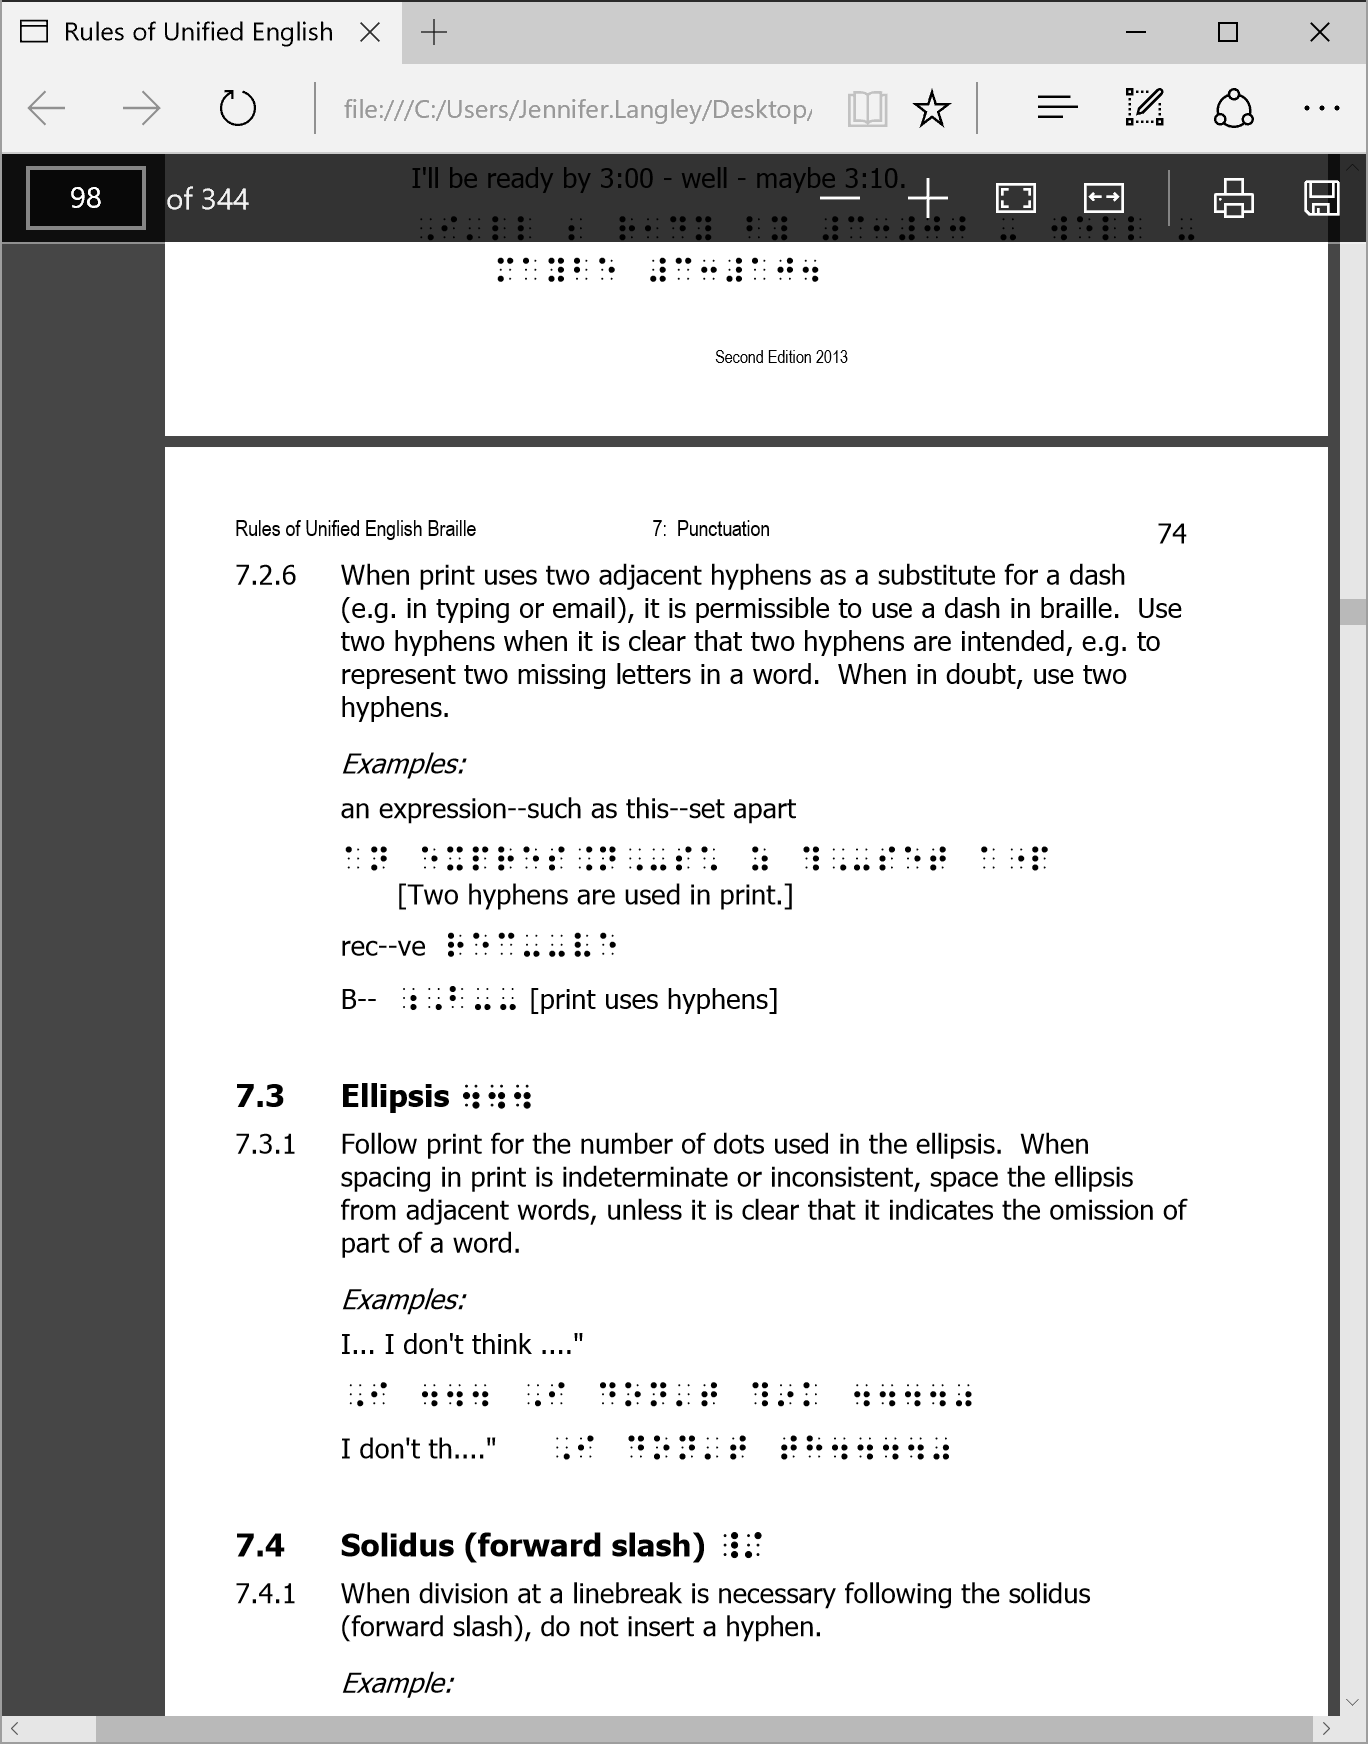 Rules of Unified English
file:///C:/Users/Jennifer.Langley/Desktop/
98 of 344
I'll be ready by 3:00 - well - maybe 3:10.
⠍⠁⠽⠃⠑ ⠼⠉⠒⠼⠁⠚⠲
Second Edition 2013
Rules of Unified English Braille 7: Punctuation 74
7.2.6 When print uses two adjacent hyphens as a substitute for a dash
(e.g. in typing or email), it is permissible to use a dash in braille. Use
two hyphens when it is clear that two hyphens are intended, e.g. to
represent two missing letters in a word. When in doubt, use two
hyphens.
Examples:
an expression--such as this--set apart
⠁⠝ ⠑⠭⠏⠗⠑⠎⠨⠝⠠⠤⠎⠡ ⠵ ⠹⠠⠤⠎⠑⠞ ⠁⠐⠏
[Two hyphens are used in print.]
rec--ve ⠗⠑⠉⠤⠤⠧⠑
B-- ⠰⠠⠃⠤⠤ [print uses hyphens]
7.3 Ellipsis ⠲⠲⠲
7.3.1 Follow print for the number of dots used in the ellipsis. When
spacing in print is indeterminate or inconsistent, space the ellipsis
from adjacent words, unless it is clear that it indicates the omission of
part of a word.
Examples:
I... I don't think ...."
⠠⠊ ⠲⠲⠲ ⠠⠊ ⠙⠕⠝⠄⠞ ⠹⠔⠅ ⠲⠲⠲⠲⠴
I don't th...." ⠠⠊ ⠙⠕⠝⠄⠞ ⠞⠓⠲⠲⠲⠲⠴
7.4 Solidus (forward slash) ⠸⠌
7.4.1 When division at a linebreak is necessary following the solidus
(forward slash), do not insert a hyphen.
Example: